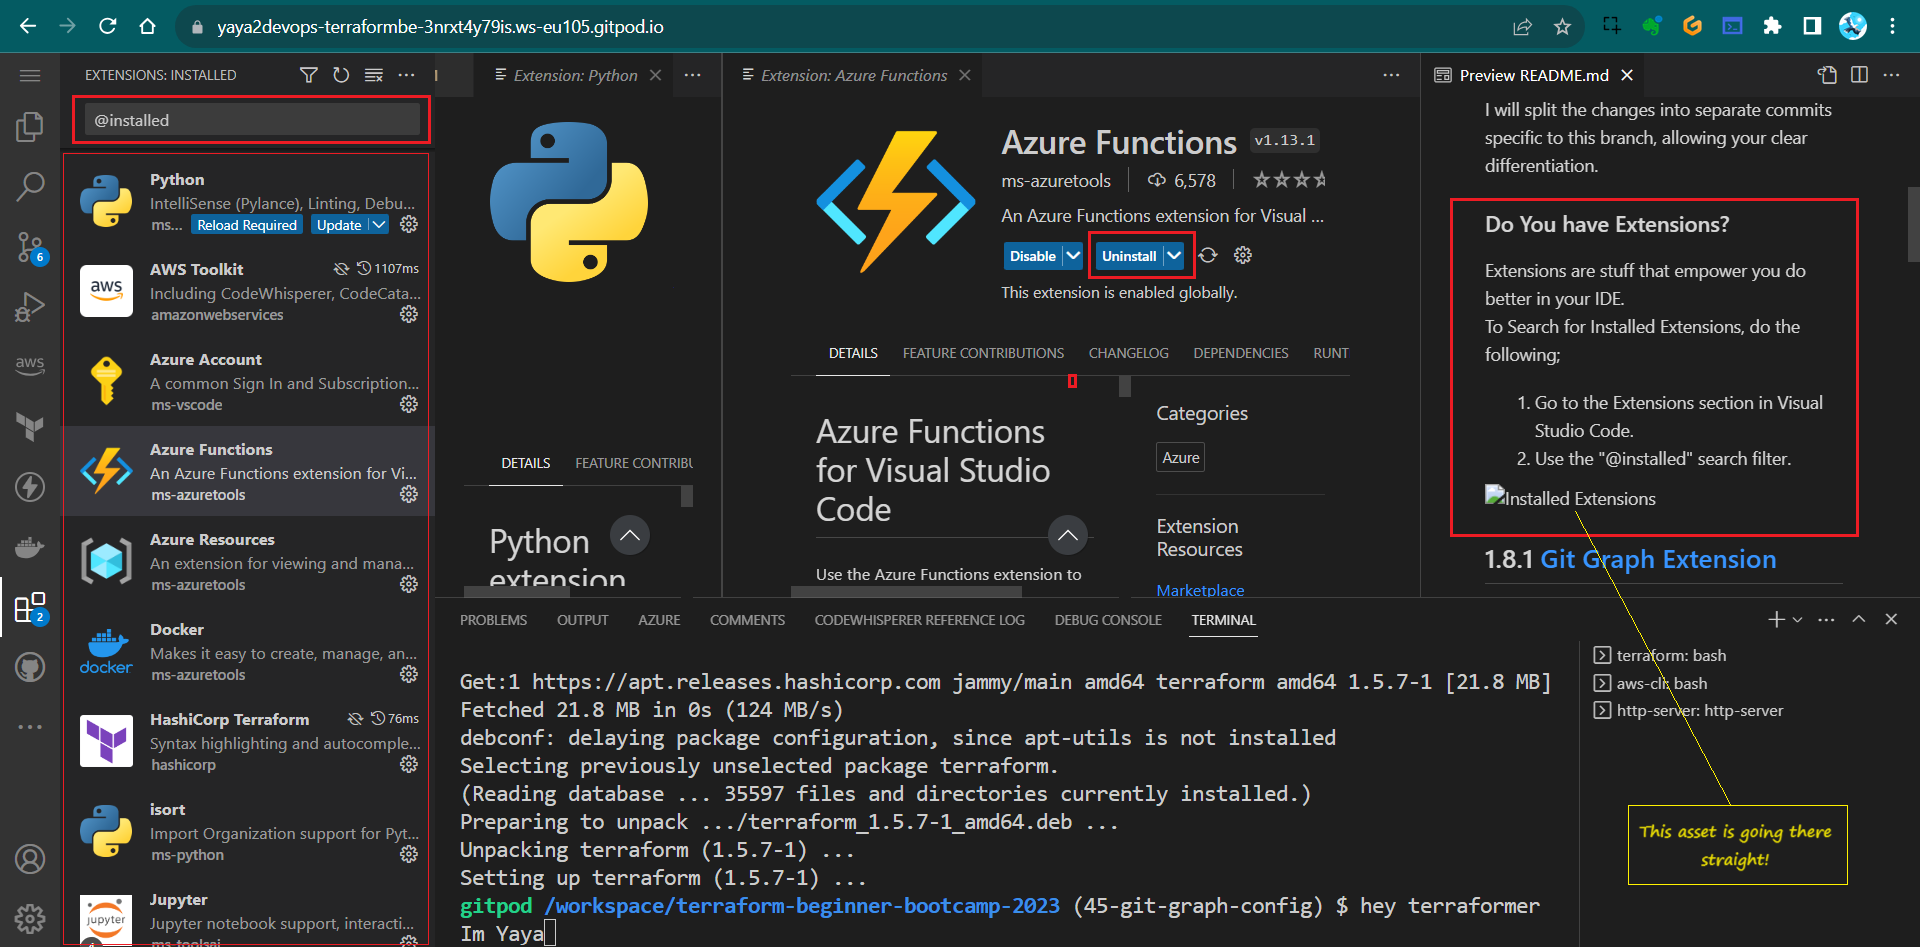 yaya2devops-terraformbe-3nrxt4y79is.ws-eu105.gitpod.io
EXTENSIONS: INSTALLED
@installed
Python
IntelliSense (Pylance), Linting, Debu...
ms... Reload Required Update
AWS Toolkit 1107ms
aws
Including CodeWhisperer, CodeCata...
amazonwebservices
Azure Account
A common Sign In and Subscription...
ms-vscode
Azure Functions
An Azure Functions extension for Vi...
ms-azuretools
Azure Resources
An extension for viewing and mana...
ms-azuretools
Docker
docker
Makes it easy to create, manage, an...
ms-azuretools
HashiCorp Terraform 76ms
Syntax highlighting and autocomple...
hashicorp
isort
Import Organization support for Pyt...
ms-python
Jupyter
jupyter
Jupyter notebook support, interacti...
ms-toolsai
aws
6
2
Extension: Python
DETAILS FEATURE CONTRIBU
Python
extension
Extension: Azure Functions
Azure Functions v1.13.1
ms-azuretools 6,578
An Azure Functions extension for Visual ...
Disable Uninstall
This extension is enabled globally.
DETAILS FEATURE CONTRIBUTIONS CHANGELOG DEPENDENCIES RUNT
Azure Functions
for Visual Studio
Code
Use the Azure Functions extension to
Categories
Azure
Extension
Resources
Marketplace
Preview README.md
I will split the changes into separate commits
specific to this branch, allowing your clear
differentiation.
Do You have Extensions?
Extensions are stuff that empower you do
better in your IDE.
To Search for Installed Extensions, do the
following;
1. Go to the Extensions section in Visual
Studio Code.
2. Use the "@installed" search filter.
Installed Extensions
1.8.1 Git Graph Extension
PROBLEMS OUTPUT AZURE COMMENTS CODEWHISPERER REFERENCE LOG DEBUG CONSOLE TERMINAL
Get:1 https://apt.releases.hashicorp.com jammy/main amd64 terraform amd64 1.5.7-1 [21.8 MB]
Fetched 21.8 MB in 0s (124 MB/s)
debconf: delaying package configuration, since apt-utils is not installed
Selecting previously unselected package terraform.
(Reading database ... 35597 files and directories currently installed.)
Preparing to unpack .../terraform_1.5.7-1_amd64.deb ...
Unpacking terraform (1.5.7-1) ...
Setting up terraform (1.5.7-1) ...
gitpod /workspace/terraform-beginner-bootcamp-2023 (45-git-graph-config) $ hey terraformer
Im Yaya
terraform: bash
aws-cli: bash
http-server: http-server
This asset is going there
straight!